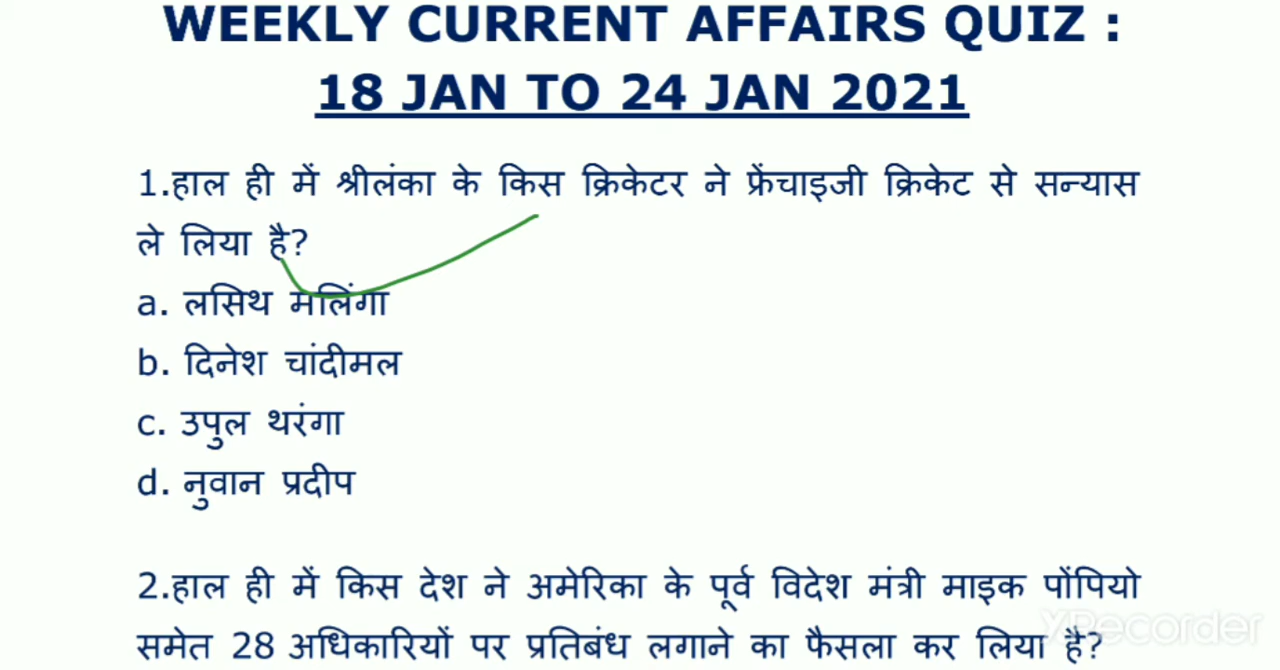 WEEKLY CURRENT AFFAIRS QUIZ :
18 JAN TO 24 JAN 2021
1.हाल ही में श्रीलंका के किस क्रिकेटर ने फ्रेंचाइजी क्रिकेट से सन्यास
ले लिया है?
a. लसिथ मलिंगा
b. दिनेश चांदीमल
c. उपुल थरंगा
d. नुवान प्रदीप
2.हाल ही में किस देश ने अमेरिका के पूर्व विदेश मंत्री माइक पोंपियो
समेत 28 अधिकारियों पर प्रतिबंध लगाने का फैसला कर लिया है?
XRecorder